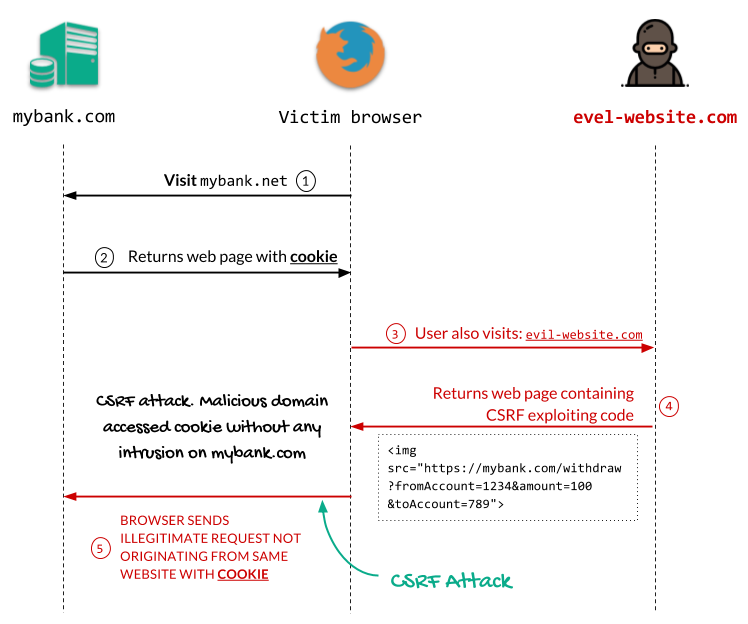 mybank.com
Victim browser
evel-website.com
Visit mybank.net 1
2 Returns web page with cookie
3 User also visits: evil-website.com
Returns web page containing
CSRF exploiting code
4
CSRF attack. Malicious domain
accessed cookie without any
intrusion on mybank.com
<img
src="https://mybank.com/withdraw
?fromAccount=1234&amount=100
&toAccount=789">
BROWSER SENDS
ILLEGITIMATE REQUEST NOT
5
ORIGINATING FROM SAME
WEBSITE WITH COOKIE
CSRF Attack